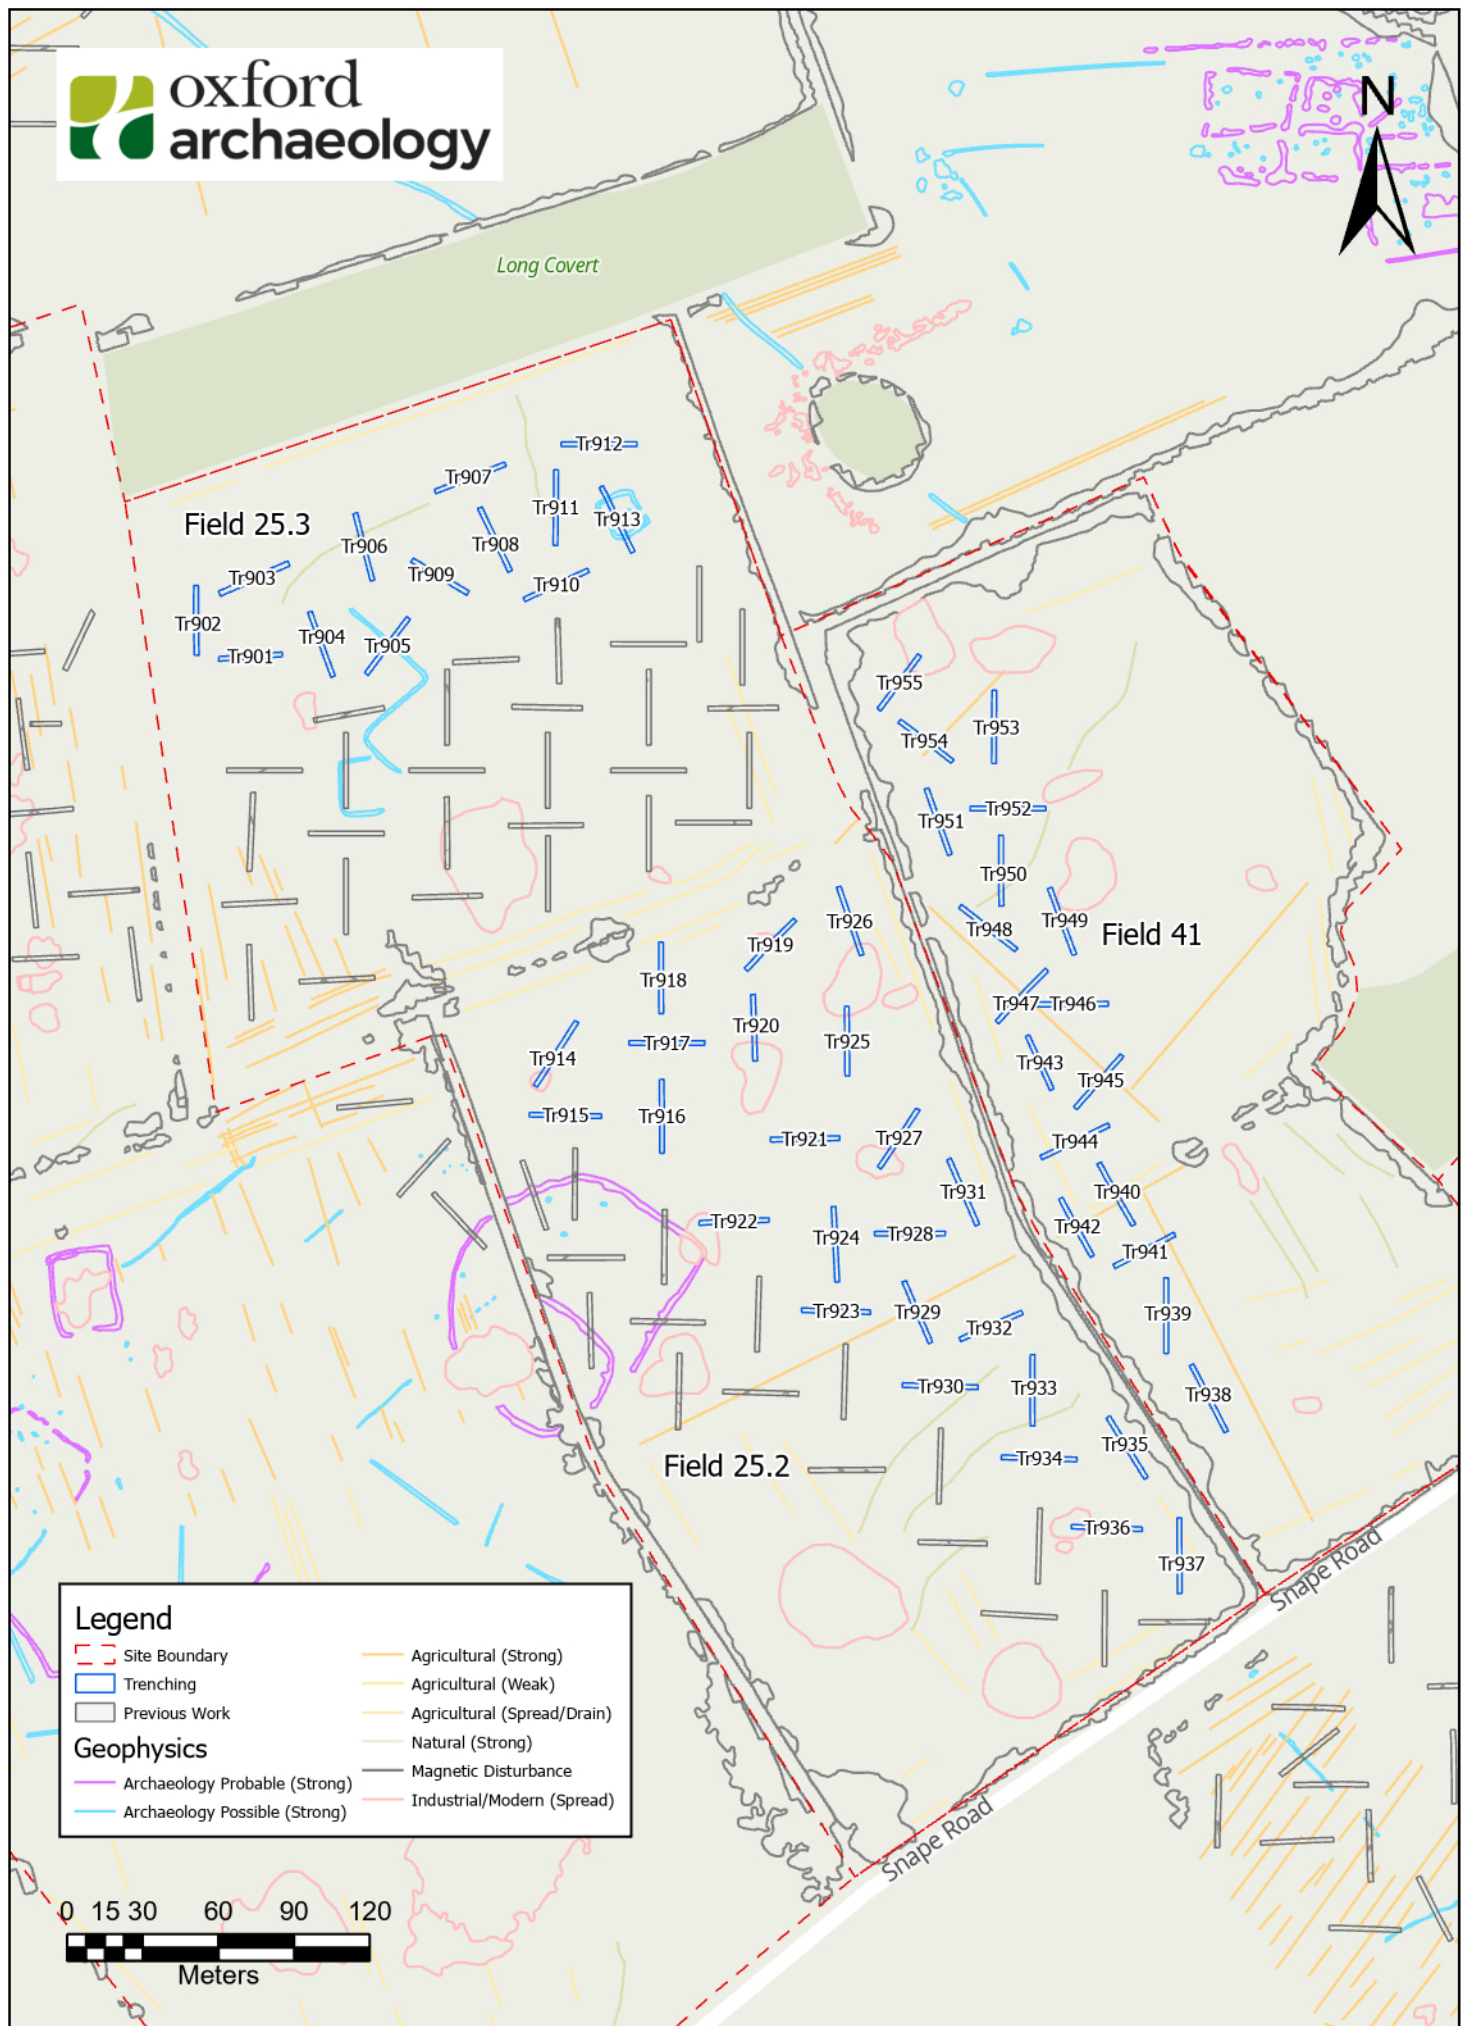 oxford
archaeology
N
Long Covert
Tr912
Tr907
Tr911
Tr913
Field 25.3
Tr906
Tr908
Tr903
Tr909
Tr910
Tr902
Tr904
Tr905
Tr901
Tr955
Tr954
Tr953
Tr951
Tr952
Tr950
Tr926
Tr948
Tr949
Field 41
Tr919
Tr918
Tr947
Tr946
Tr920
Tr925
Tr917
Tr914
Tr943
Tr945
Tr915
Tr916
Tr921
Tr927
Tr944
Tr931
Tr940
Tr922
Tr924
Tr928
Tr942
Tr941
Tr923
Tr929
Tr932
Tr939
Tr930
Tr933
Tr938
Tr935
Tr934
Field 25.2
Tr936
Tr937
Snape Road
Snape Road
Legend
Site Boundary
Trenching
Previous Work
Geophysics
Archaeology Probable (Strong)
Archaeology Possible (Strong)
Agricultural (Strong)
Agricultural (Weak)
Agricultural (Spread/Drain)
Natural (Strong)
Magnetic Disturbance
Industrial/Modern (Spread)
0 15 30 60 90 120
Meters